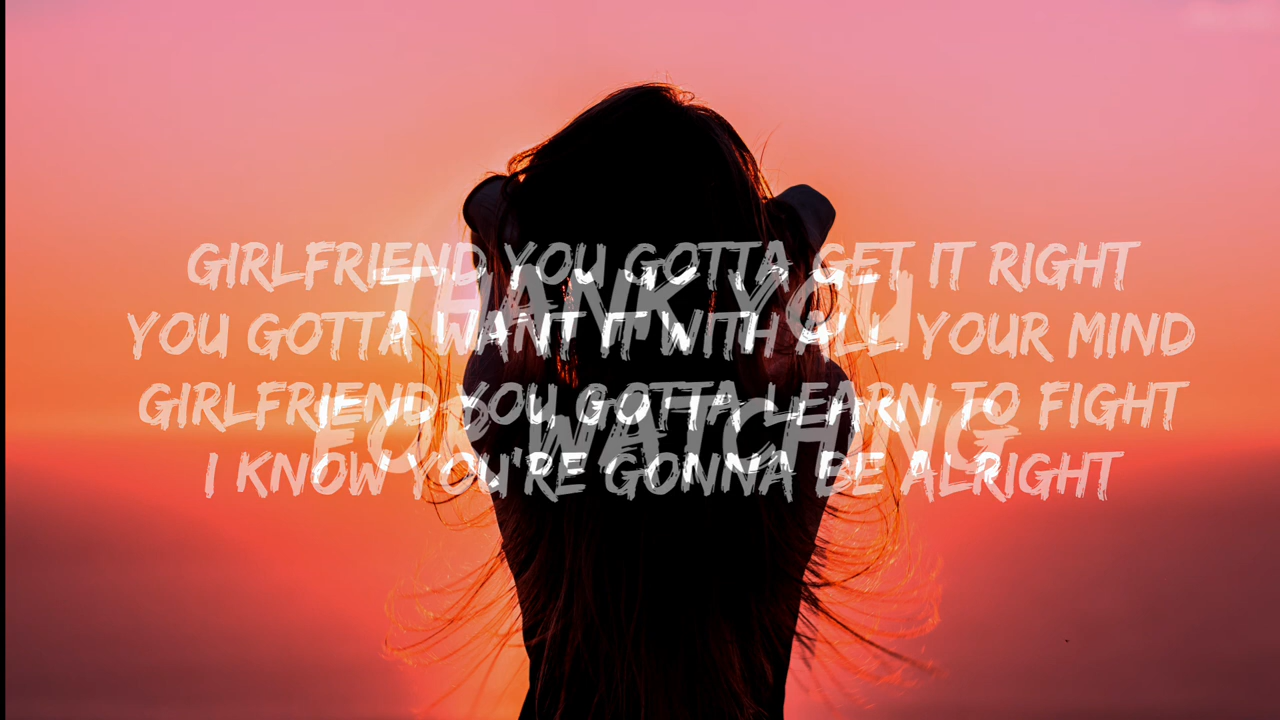 GIRLFRIEND YOU GOTTA GET IT RIGHT
THANK YOU
YOU GOTTA WANT IT WITH ALL YOUR MIND
GIRLFRIEND YOU GOTTA LEARN TO FIGHT
FOR WATCHING
I KNOW YOU'RE GONNA BE ALRIGHT